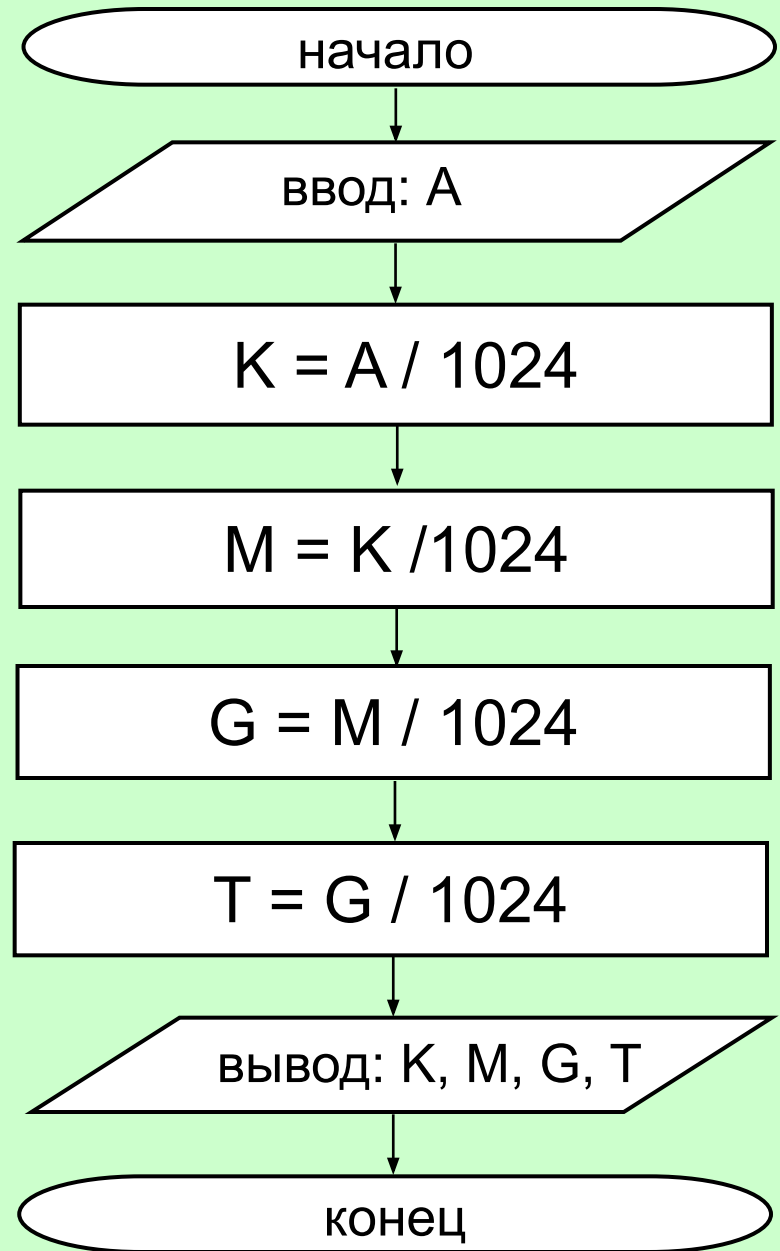 начало
ввод: A
K = A / 1024
M = K /1024
G = M / 1024
T = G / 1024
вывод: K, M, G, T
конец